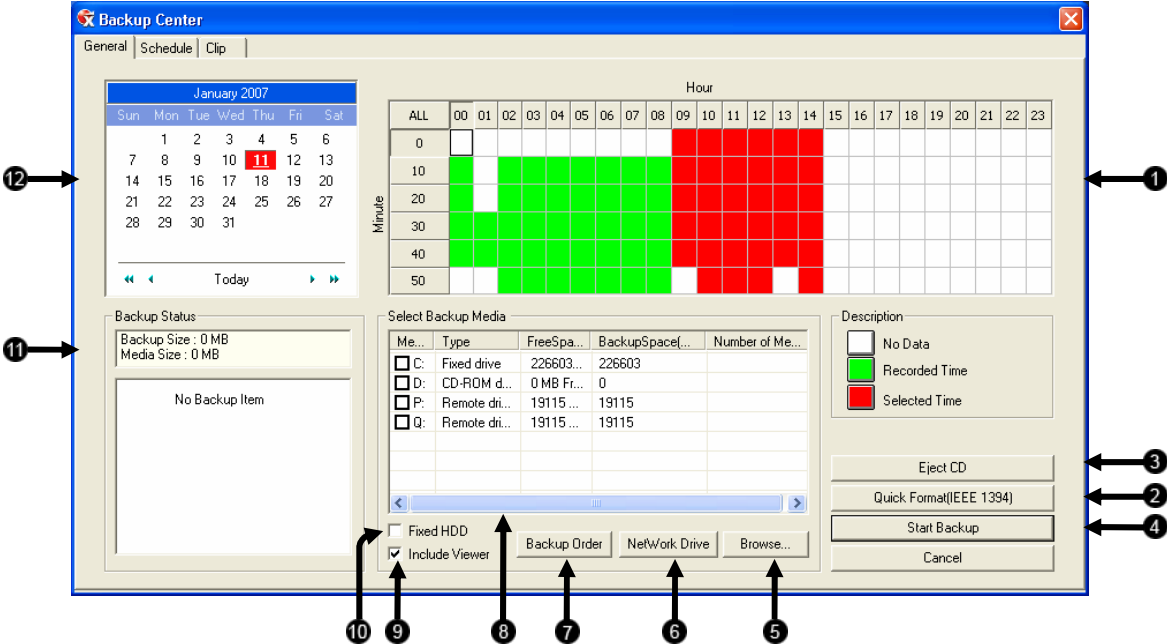 Backup Center
General Schedule Clip
January 2007
Sun Mon Tue Wed Thu Fri Sat
1 2 3 4 5 6
7 8 9 10 11 12 13
14 15 16 17 18 19 20
21 22 23 24 25 26 27
28 29 30 31
Today
Hour
ALL 00 01 02 03 04 05 06 07 08 09 10 11 12 13 14 15 16 17 18 19 20 21 22 23
Minute
0
10
20
30
40
50
Backup Status
Backup Size : 0 MB
Media Size : 0 MB
No Backup Item
Select Backup Media
Me... Type FreeSpa... BackupSpace(... Number of Me...
C: Fixed drive 226603... 226603
D: CD-ROM d... 0 MB Fr... 0
P: Remote dri... 19115 ... 19115
Q: Remote dri... 19115 ... 19115
Fixed HDD
Include Viewer
Backup Order NetWork Drive Browse...
Description
No Data
Recorded Time
Selected Time
Eject CD
Quick Format(IEEE 1394)
Start Backup
Cancel
12
11
1
3
2
4
10 9 8 7 6 5